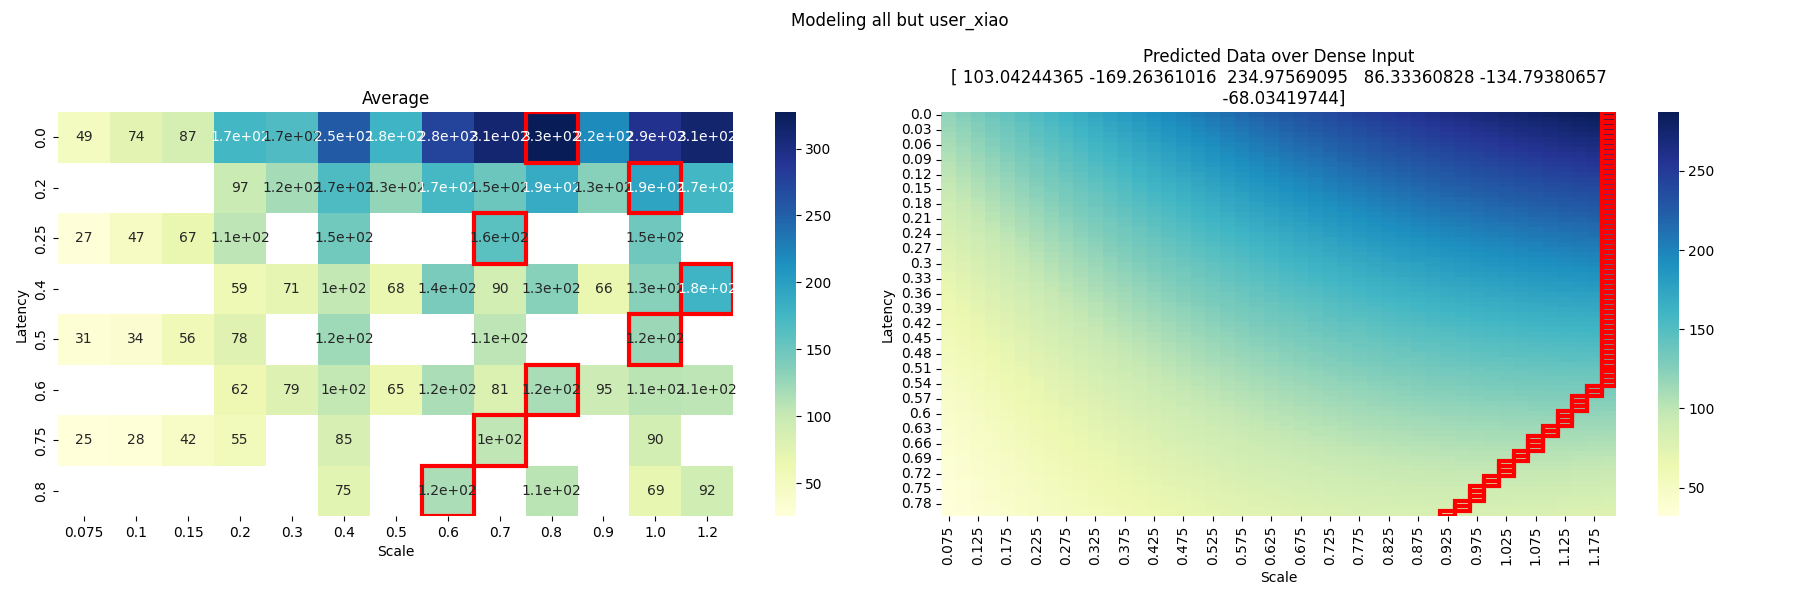 Modeling all but user_xiao
Average
0.0 49 74 87 1.7e+02 1.7e+02 2.5e+02 1.8e+02 2.8e+02 3.1e+02 3.3e+02 2.2e+02 2.9e+02 3.1e+02
0.2 97 1.2e+02 1.7e+02 1.3e+02 1.7e+02 1.5e+02 1.9e+02 1.3e+02 1.9e+02 1.7e+02
0.25 27 47 67 1.1e+02 1.5e+02 1.6e+02 1.5e+02
0.4 59 71 1e+02 68 1.4e+02 90 1.3e+02 66 1.3e+02 1.8e+02
0.5 31 34 56 78 1.2e+02 1.1e+02 1.2e+02
0.6 62 79 1e+02 65 1.2e+02 81 1.2e+02 95 1.1e+02 1.1e+02
0.75 25 28 42 55 85 1e+02 90
0.8 75 1.2e+02 1.1e+02 69 92
Latency
0.075 0.1 0.15 0.2 0.3 0.4 0.5 0.6 0.7 0.8 0.9 1.0 1.2
Scale
300
250
200
150
100
50
Predicted Data over Dense Input
[ 103.04244365 -169.26361016 234.97569095 86.33360828 -134.79380657
-68.03419744]
0.0
0.03
0.06
0.09
0.12
0.15
0.18
0.21
0.24
0.27
0.3
0.33
0.36
0.39
0.42
0.45
0.48
0.51
0.54
0.57
0.6
0.63
0.66
0.69
0.72
0.75
0.78
Latency
0.075 0.125 0.175 0.225 0.275 0.325 0.375 0.425 0.475 0.525 0.575 0.625 0.675 0.725 0.775 0.825 0.875 0.925 0.975 1.025 1.075 1.125 1.175
Scale
250
200
150
100
50